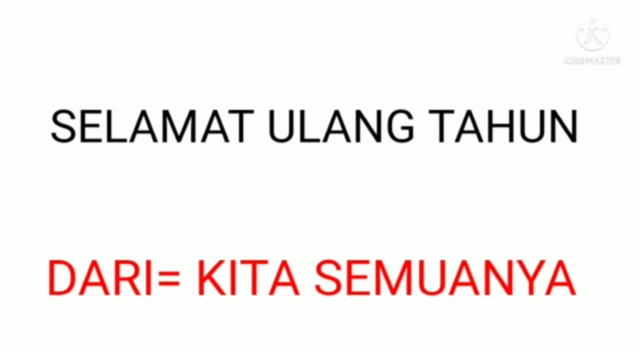 KINEMASTER
SELAMAT ULANG TAHUN
DARI= KITA SEMUANYA